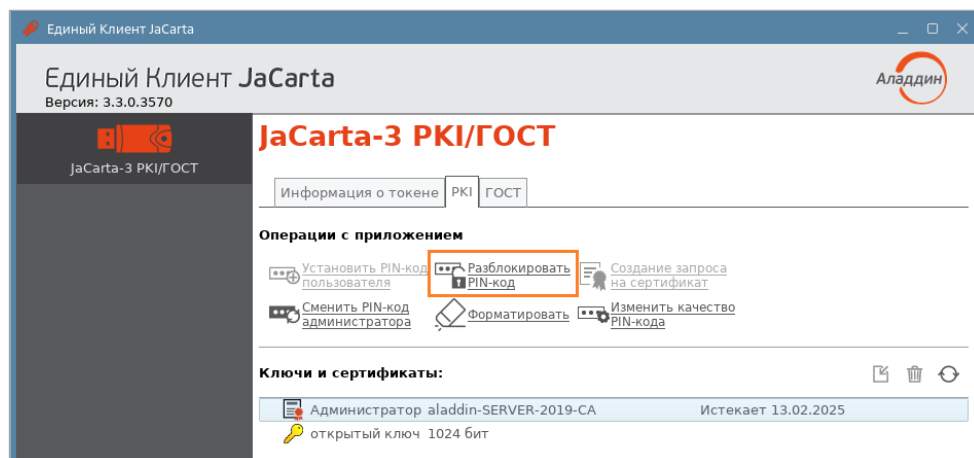 Единый Клиент JaCarta
Единый Клиент JaCarta
Версия: 3.3.0.3570
Аладдин
JaCarta-3 PKI/ГОСТ
JaCarta-3 PKI/ГОСТ
Информация о токене
PKI
ГОСТ
Операции с приложением
Установить PIN-код
пользователя
Разблокировать
PIN-код
Создание запроса
на сертификат
Сменить PIN-код
администратора
Форматировать
Изменить качество
PIN-кода
Ключи и сертификаты:
Администратор aladdin-SERVER-2019-CA Истекает 13.02.2025
открытый ключ 1024 бит